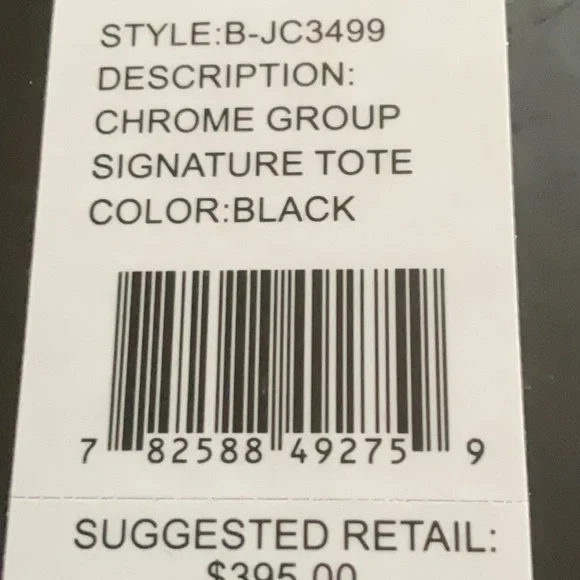 STYLE:B-JC3499
DESCRIPTION:
CHROME GROUP
SIGNATURE TOTE
COLOR:BLACK
7 82588 49275 9
SUGGESTED RETAIL:
$395.00